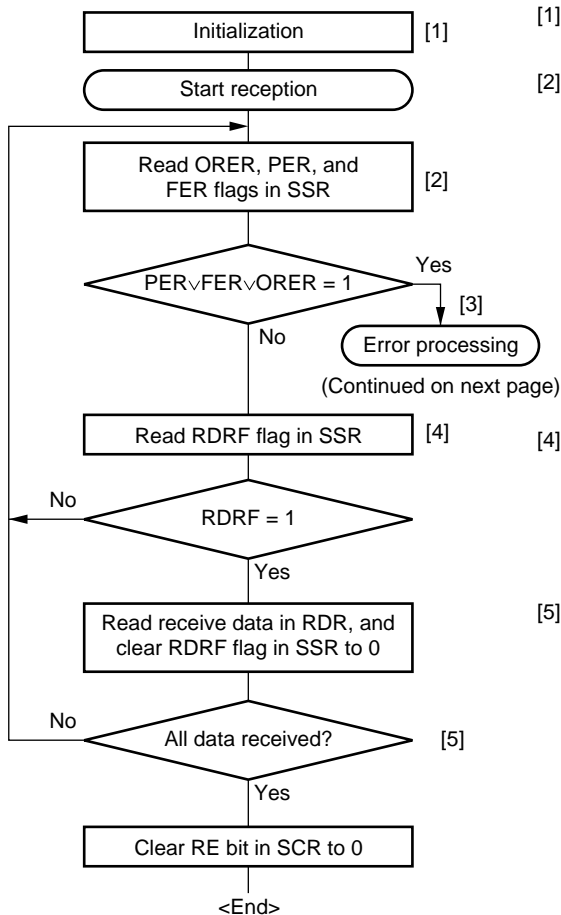 Initialization [1]
[1]
Start reception
[2]
Read ORER, PER, and
FER flags in SSR
[2]
PER∨FER∨ORER = 1
Yes
[3]
No
Error processing
(Continued on next page)
Read RDRF flag in SSR [4]
[4]
No
RDRF = 1
Yes
Read receive data in RDR, and
clear RDRF flag in SSR to 0
[5]
No
All data received? [5]
Yes
Clear RE bit in SCR to 0
<End>